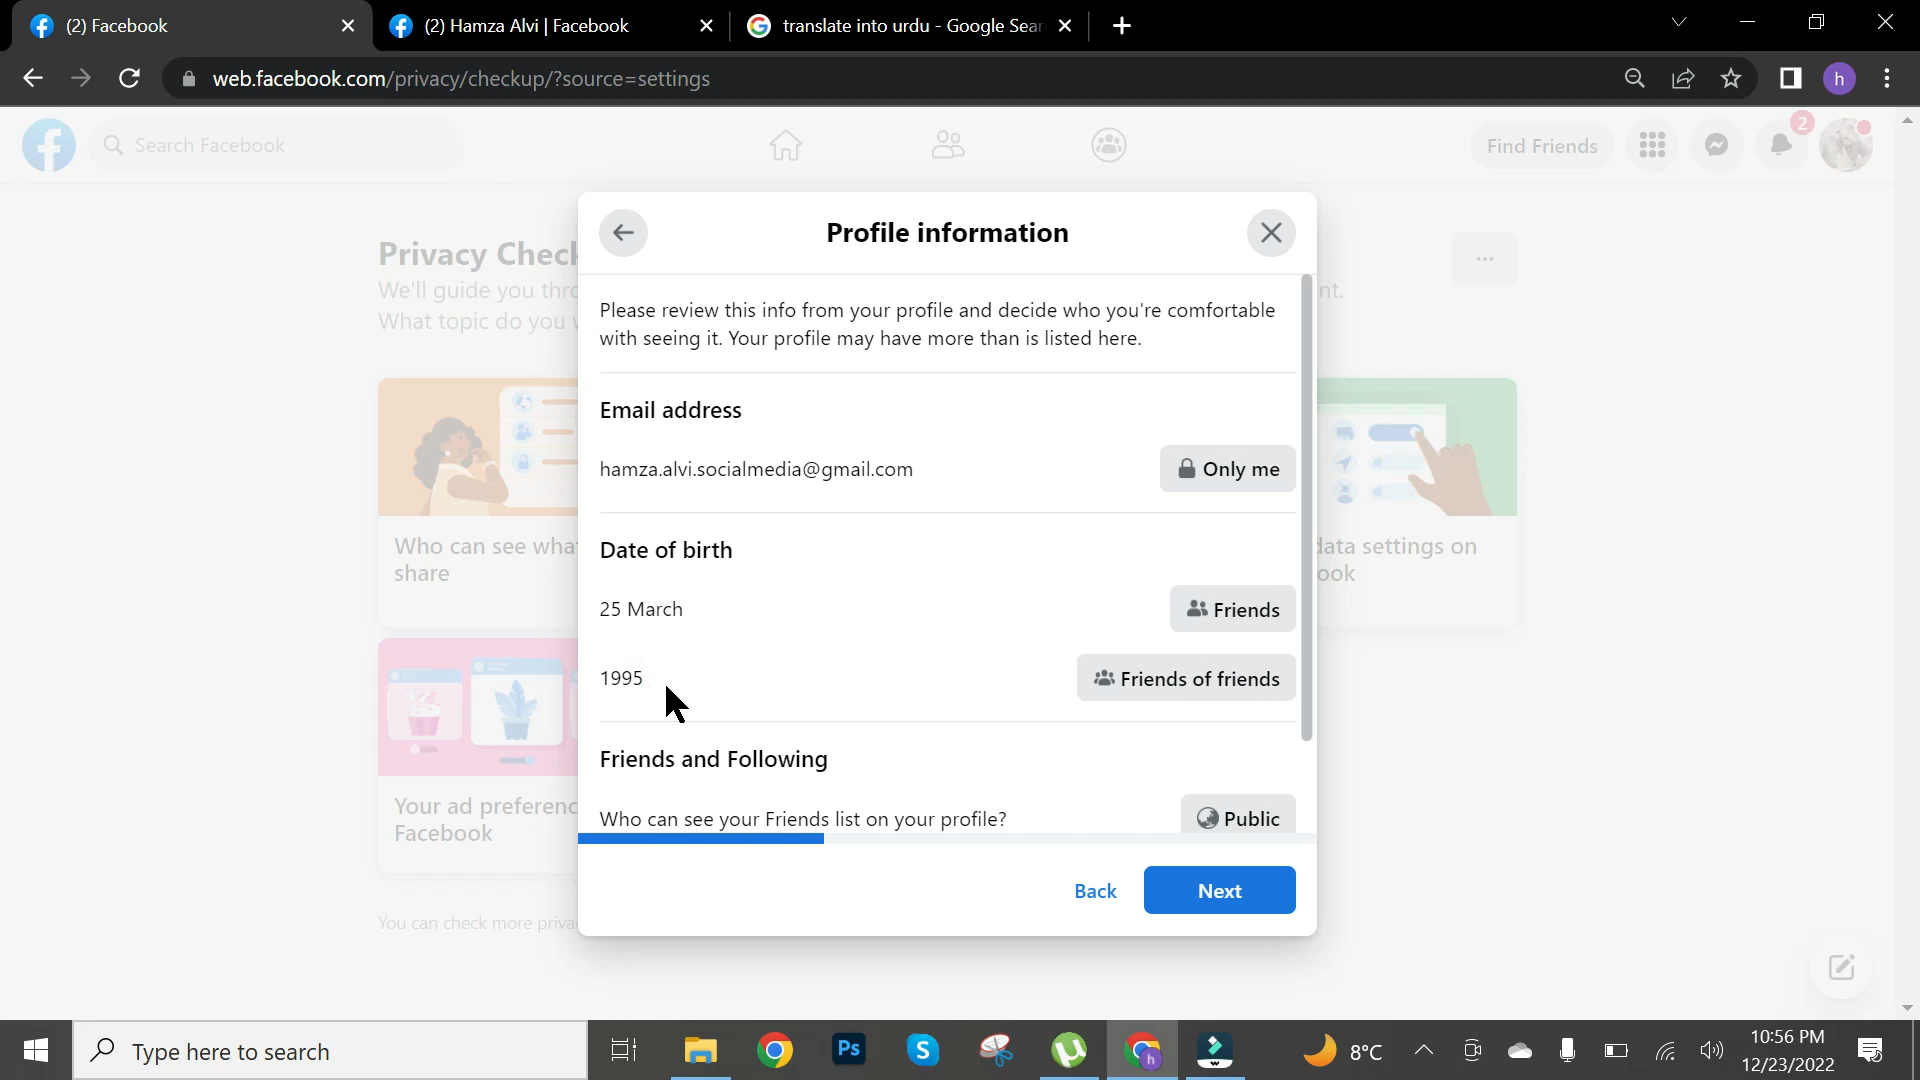 (2) Facebook
(2) Hamza Alvi | Facebook
translate into urdu - Google Sear
web.facebook.com/privacy/checkup/?source=settings
h
Search Facebook
Find Friends
2
Privacy Check
We'll guide you thro
nt.
What topic do you w
...
Profile information
Please review this info from your profile and decide who you're comfortable
with seeing it. Your profile may have more than is listed here.
Email address
hamza.alvi.socialmedia@gmail.com
Only me
Date of birth
25 March
Friends
1995
Friends of friends
Friends and Following
Who can see your Friends list on your profile?
Public
Back
Next
Who can see what
share
data settings on
ook
Your ad preferenc
Facebook
You can check more priva
Type here to search
Ps
S
h
8°C
10:56 PM
12/23/2022